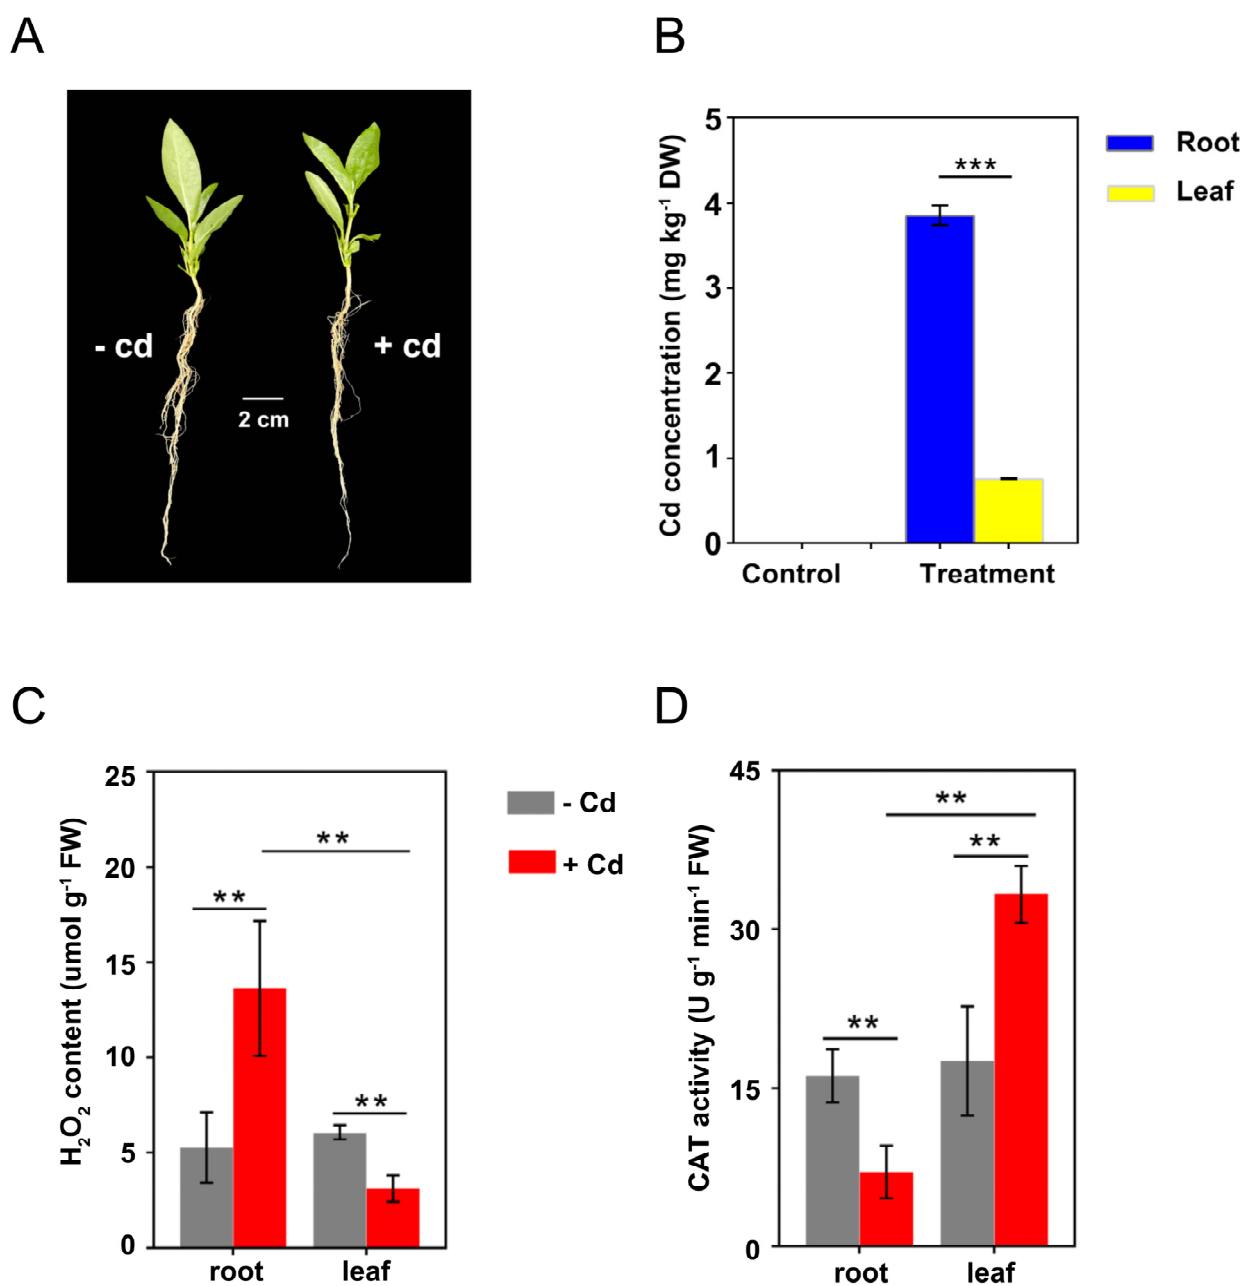 A
- cd
+ cd
2 cm
B
Cd concentration (mg kg⁻¹ DW)
5
4
3
2
1
0
***
Control
Treatment
Root
Leaf
C
H₂O₂ content (umol g⁻¹ FW)
25
20
15
10
5
0
**
**
**
root
leaf
- Cd
+ Cd
D
CAT activity (U g⁻¹ min⁻¹ FW)
45
30
15
0
**
**
**
root
leaf